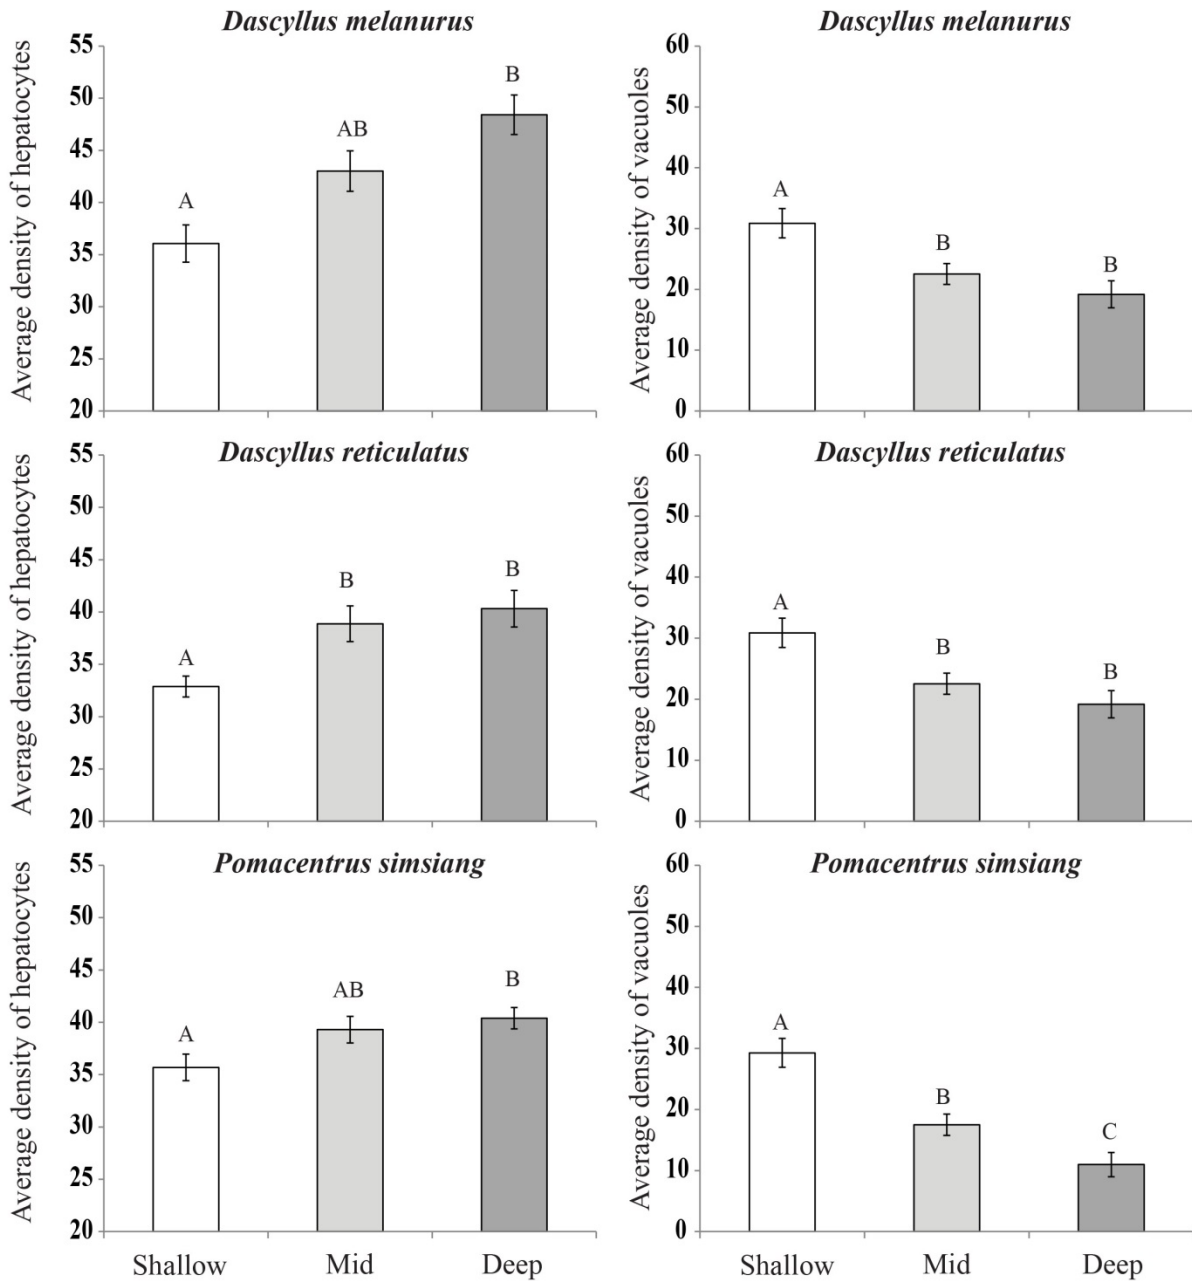 Dascyllus melanurus
Average density of hepatocytes
55
50
45
40
35
30
25
20
A
AB
B
Dascyllus melanurus
Average density of vacuoles
60
50
40
30
20
10
0
A
B
B
Dascyllus reticulatus
Average density of hepatocytes
55
50
45
40
35
30
25
20
A
B
B
Dascyllus reticulatus
Average density of vacuoles
60
50
40
30
20
10
0
A
B
B
Pomacentrus simsiang
Average density of hepatocytes
55
50
45
40
35
30
25
20
A
AB
B
Shallow Mid Deep
Pomacentrus simsiang
Average density of vacuoles
60
50
40
30
20
10
0
A
B
C
Shallow Mid Deep